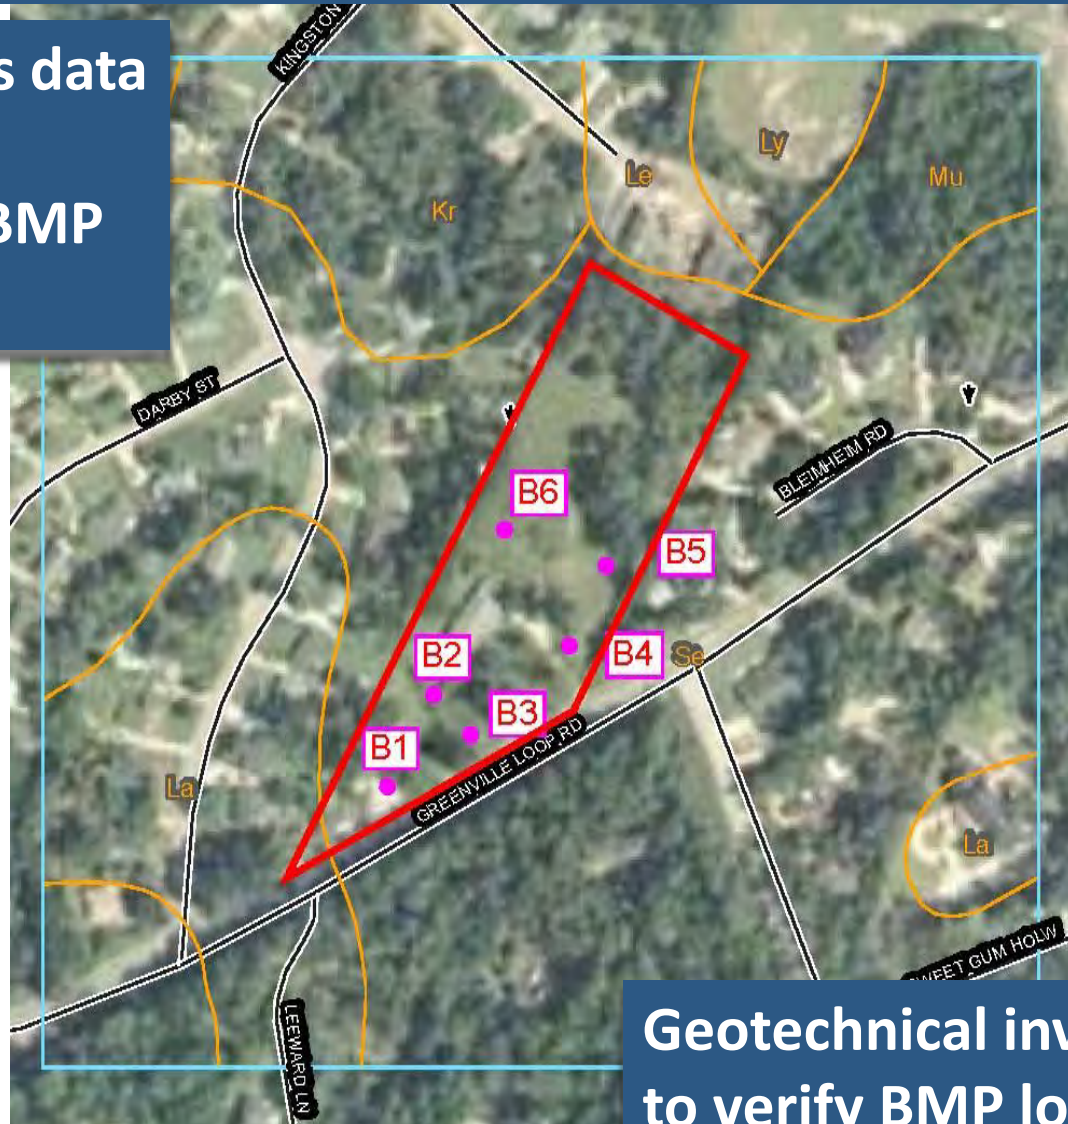 KINGSTON
s data
BMP
Ly
Le
Mu
Kr
DARBY ST
BLEIMHEIM RD
B6
B5
B2
B4
Se
B3
B1
GREENVILLE LOOP RD
La
La
WEET GUM HOLW
LEEWARD LN
Geotechnical inv
to verify BMP lo